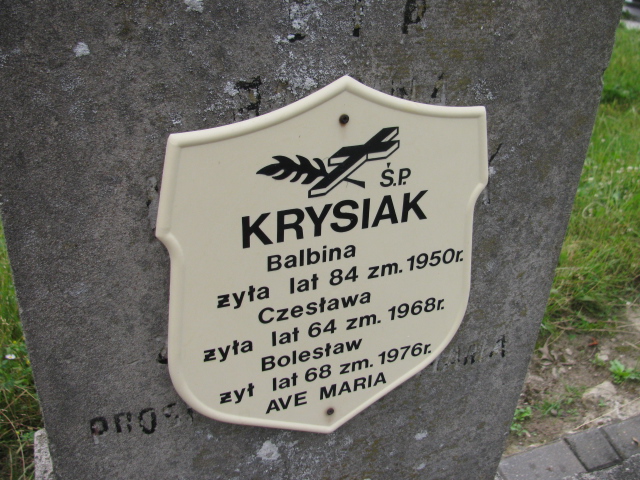 Ś.P.
KRYSIAK
Balbina
żyła lat 84 zm. 1950r.
Czesława
żyła lat 64 zm. 1968r.
Bolesław
żył lat 68 zm. 1976r.
AVE MARIA